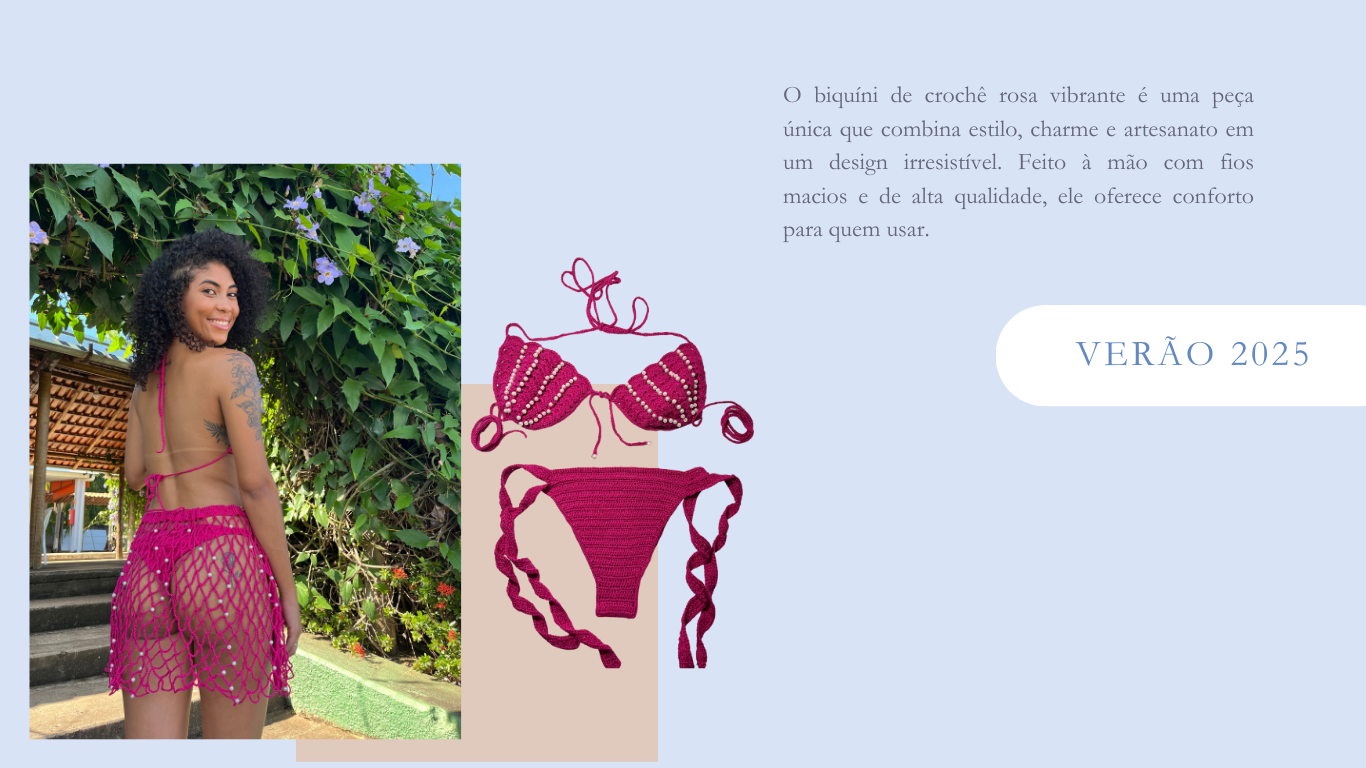 O biquíni de crochê rosa vibrante é uma peça
única que combina estilo, charme e artesanato em
um design irresistível. Feito à mão com fios
macios e de alta qualidade, ele oferece conforto
para quem usar.
VERÃO 2025